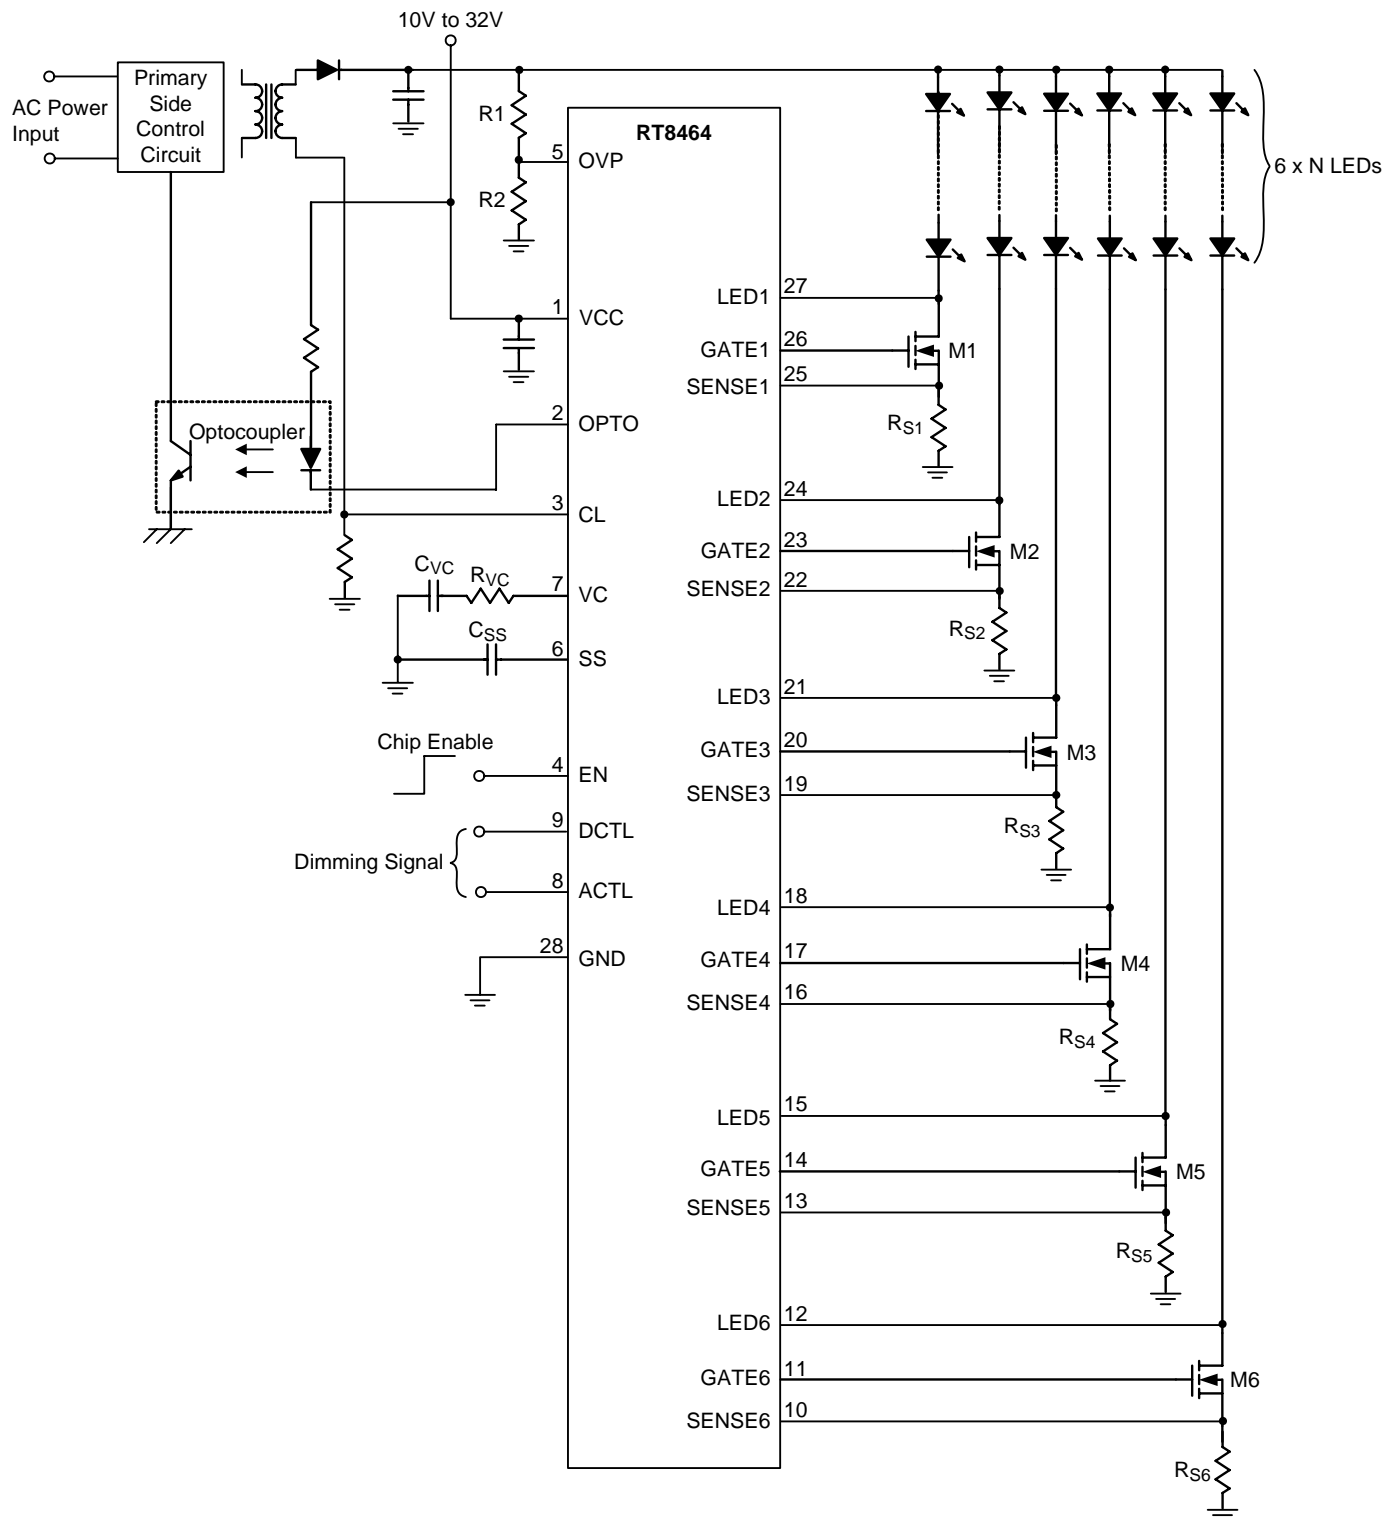 10V to 32V
AC Power
Input
Primary
Side
Control
Circuit
R1
R2
RT8464
5
OVP
6 x N LEDs
1
VCC
LED1
27
GATE1
26
M1
SENSE1
25
RS1
2
OPTO
Optocoupler
3
CL
LED2
24
GATE2
23
M2
SENSE2
22
RS2
CVC
RVC
7
VC
CSS
6
SS
LED3
21
GATE3
20
M3
SENSE3
19
RS3
Chip Enable
4
EN
9
DCTL
Dimming Signal
8
ACTL
28
GND
LED4
18
GATE4
17
M4
SENSE4
16
RS4
LED5
15
GATE5
14
M5
SENSE5
13
RS5
LED6
12
GATE6
11
M6
SENSE6
10
RS6